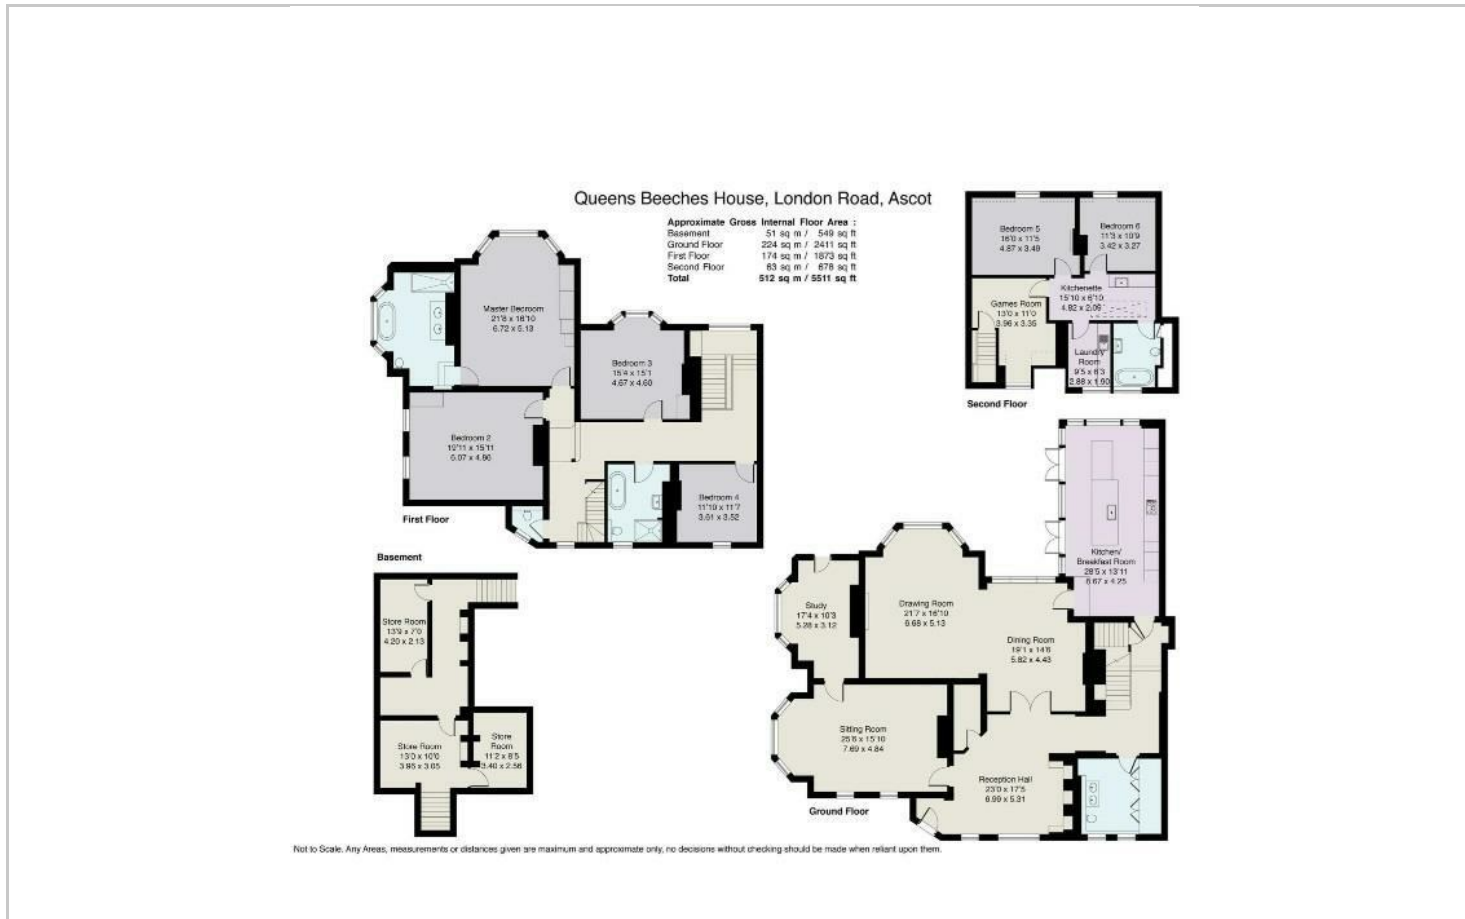 Queens Beeches House, London Road, Ascot
Approximate Gross Internal Floor Area :
Basement 51 sq m / 549 sq ft
Ground Floor 224 sq m / 2411 sq ft
First Floor 174 sq m / 1873 sq ft
Second Floor 63 sq m / 678 sq ft
Total 512 sq m / 5511 sq ft
Master Bedroom
21'8 x 16'10
6.72 x 5.13
Bedroom 3
15'4 x 15'1
4.67 x 4.60
Bedroom 2
19'11 x 15'11
6.07 x 4.86
Bedroom 4
11'10 x 11'7
3.61 x 3.52
First Floor
Bedroom 5
16'0 x 11'5
4.87 x 3.49
Bedroom 6
11'3 x 10'9
3.42 x 3.27
Kitchenette
15'10 x 6'10
4.82 x 2.09
Games Room
13'0 x 11'0
3.96 x 3.35
Laundry
Room
9'5 x 6'3
2.88 x 1.90
Second Floor
Basement
Store Room
13'9 x 7'0
4.20 x 2.13
Store Room
13'0 x 10'0
3.95 x 3.05
Store
Room
11'2 x 8'5
3.40 x 2.56
Kitchen/
Breakfast Room
28'5 x 13'11
8.67 x 4.25
Study
17'4 x 10'3
5.28 x 3.12
Drawing Room
21'7 x 16'10
6.68 x 5.13
Dining Room
19'1 x 14'6
5.82 x 4.43
Sitting Room
25'6 x 15'10
7.69 x 4.84
Reception Hall
23'0 x 17'5
6.99 x 5.31
Ground Floor
Not to Scale. Any Areas, measurements or distances given are maximum and approximate only, no decisions without checking should be made when reliant upon them.